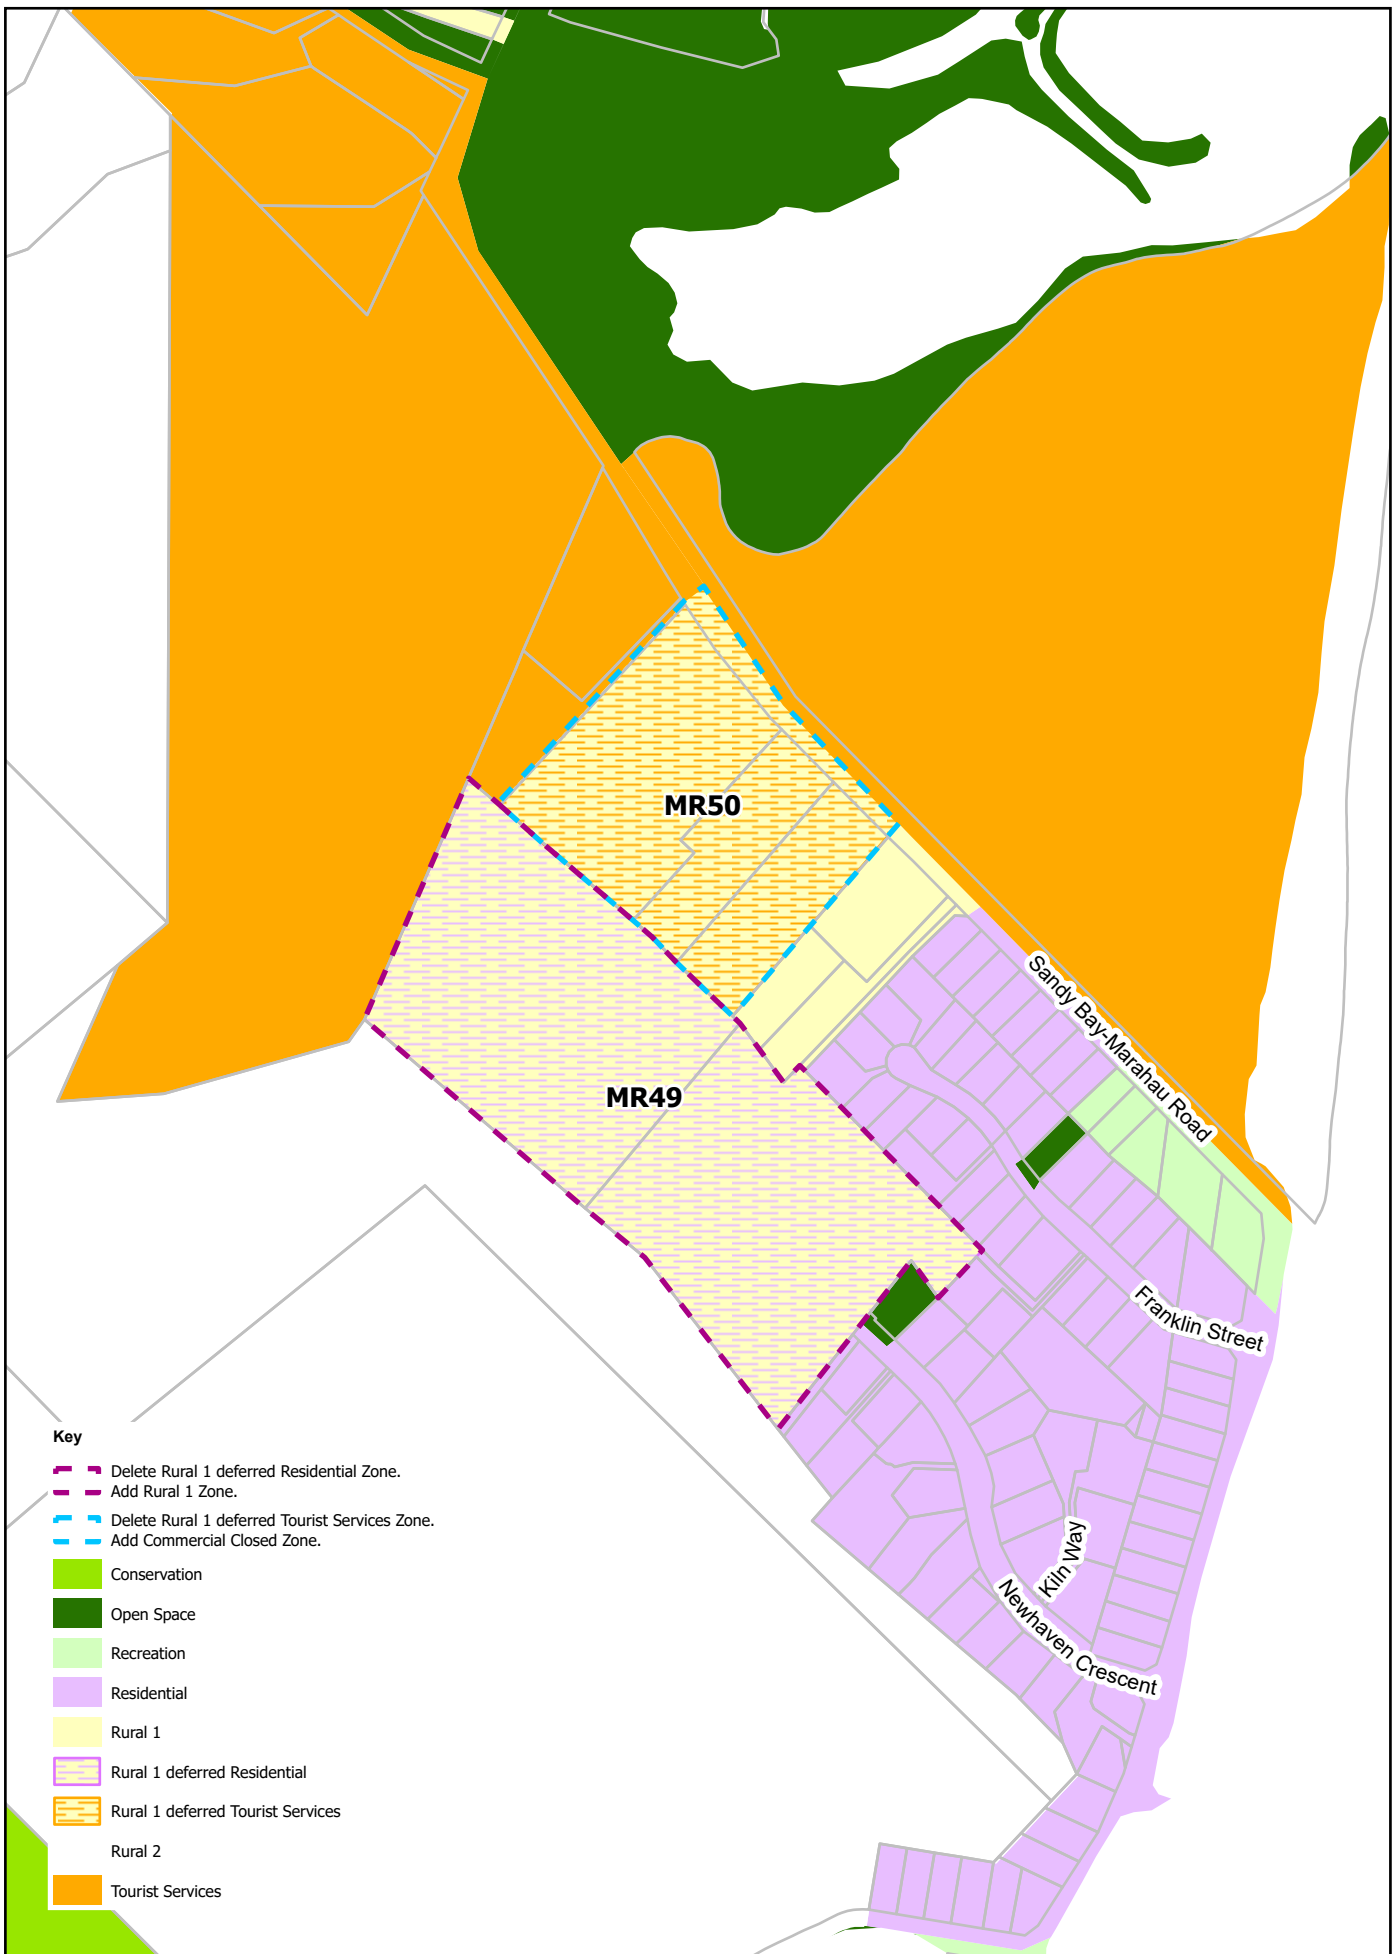 MR50
Sandy Bay-Marahau Road
MR49
Franklin Street
Kiln Way
Newhaven Crescent
Key
Delete Rural 1 deferred Residential Zone.
Add Rural 1 Zone.
Delete Rural 1 deferred Tourist Services Zone.
Add Commercial Closed Zone.
Conservation
Open Space
Recreation
Residential
Rural 1
Rural 1 deferred Residential
Rural 1 deferred Tourist Services
Rural 2
Tourist Services